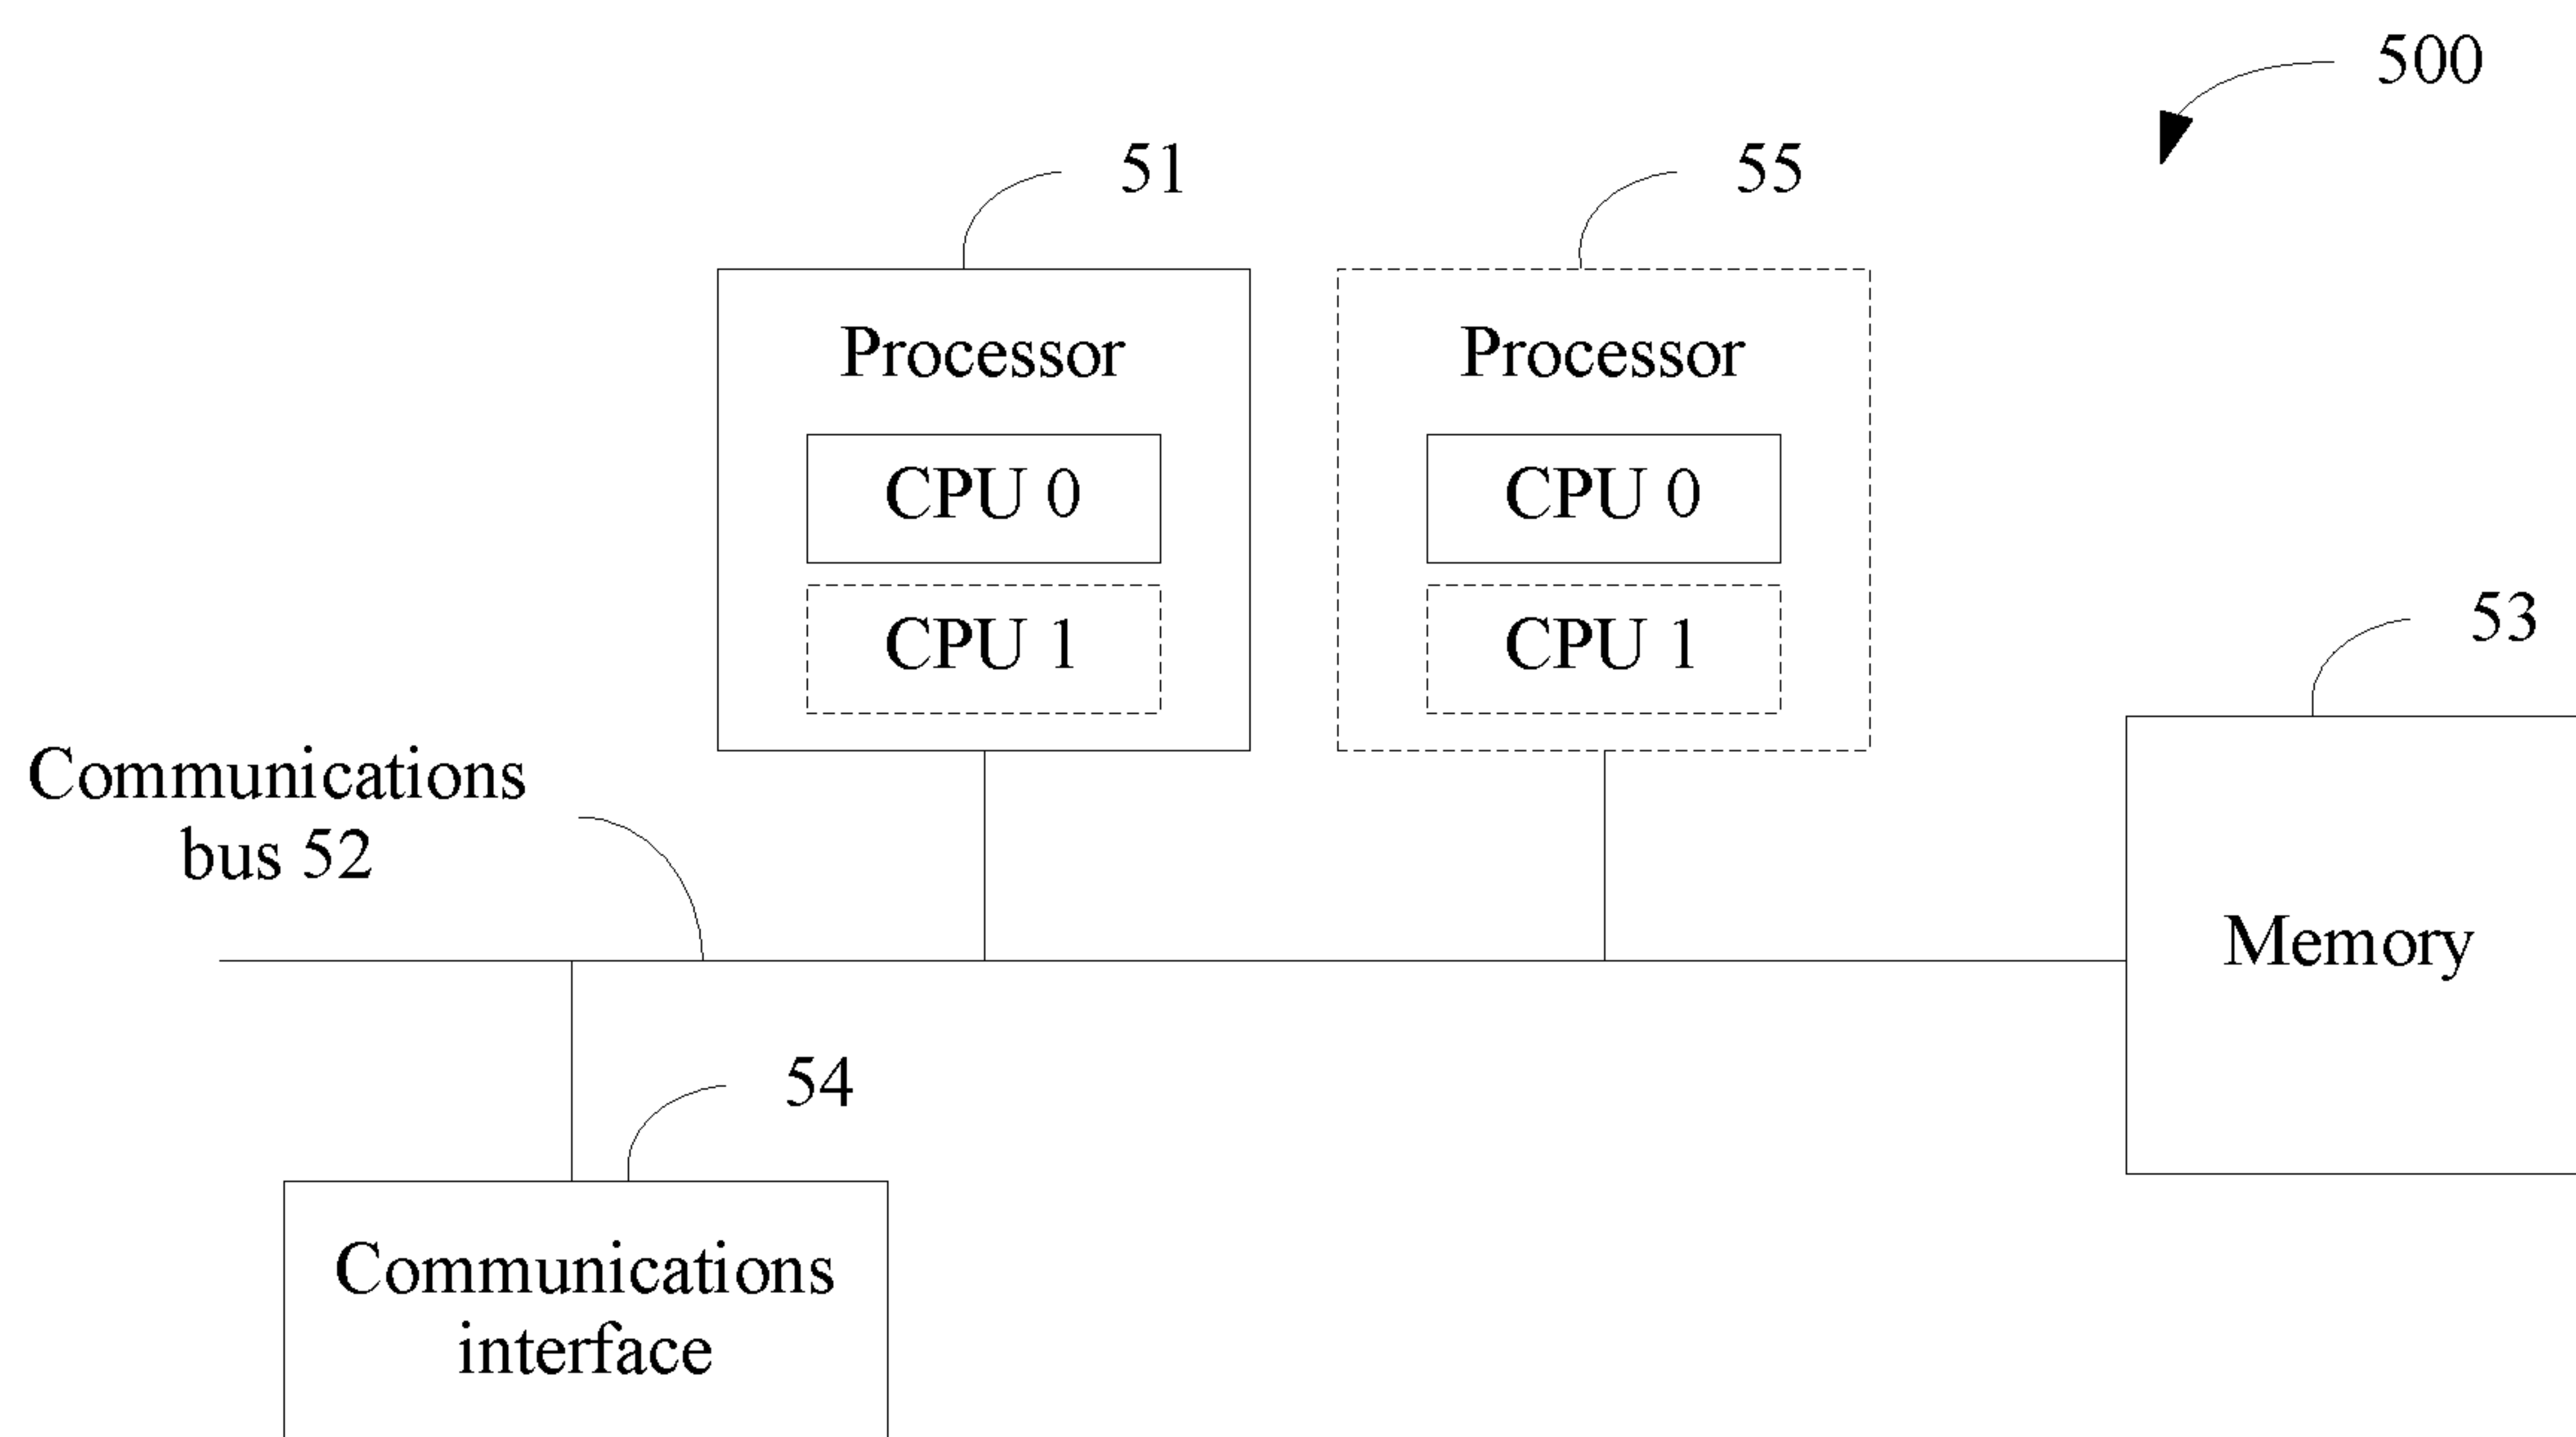 500
51
55
Processor
Processor
CPU 0
CPU 0
CPU 1
CPU 1
53
Communications
bus 52
Memory
54
Communications
interface